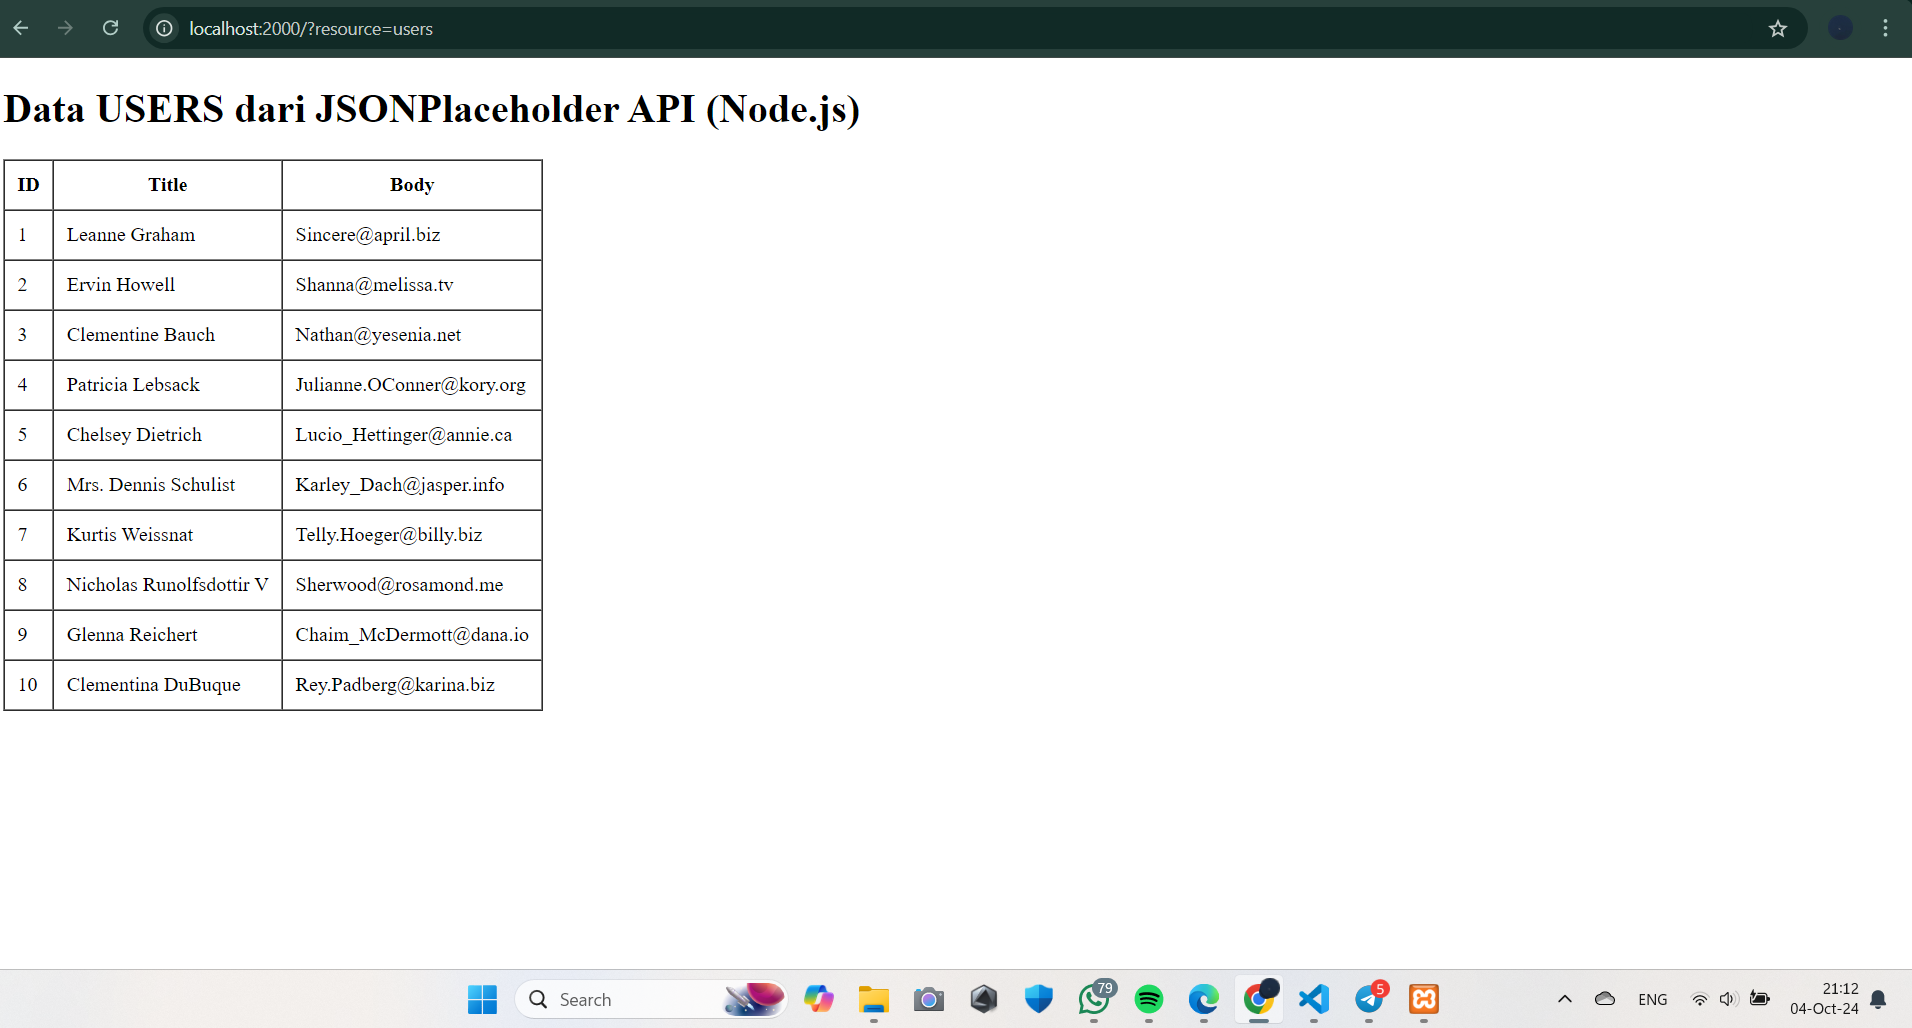 localhost:2000/?resource=users
Data USERS dari JSONPlaceholder API (Node.js)
ID Title Body
1 Leanne Graham Sincere@april.biz
2 Ervin Howell Shanna@melissa.tv
3 Clementine Bauch Nathan@yesenia.net
4 Patricia Lebsack Julianne.OConner@kory.org
5 Chelsey Dietrich Lucio_Hettinger@annie.ca
6 Mrs. Dennis Schulist Karley_Dach@jasper.info
7 Kurtis Weissnat Telly.Hoeger@billy.biz
8 Nicholas Runolfsdottir V Sherwood@rosamond.me
9 Glenna Reichert Chaim_McDermott@dana.io
10 Clementina DuBuque Rey.Padberg@karina.biz
Search 79 5 ENG 21:12
04-Oct-24